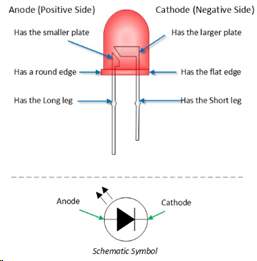 Anode (Positive Side) Cathode (Negative Side)
Has the smaller plate Has the larger plate
Has a round edge Has the flat edge
Has the Long leg Has the Short leg
Anode Cathode
Schematic Symbol